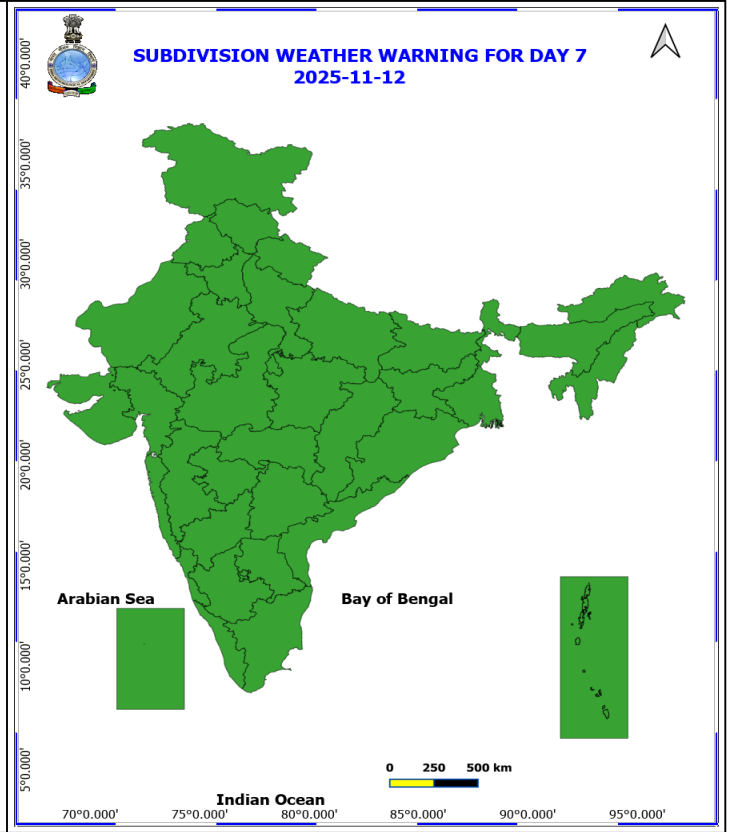 SUBDIVISION WEATHER WARNING FOR DAY 7
2025-11-12
40°0.000'
35°0.000'
30°0.000'
25°0.000'
20°0.000'
15°0.000'
10°0.000'
5°0.000'
Arabian Sea
Bay of Bengal
0 250 500 km
Indian Ocean
70°0.000' 75°0.000' 80°0.000' 85°0.000' 90°0.000' 95°0.000'